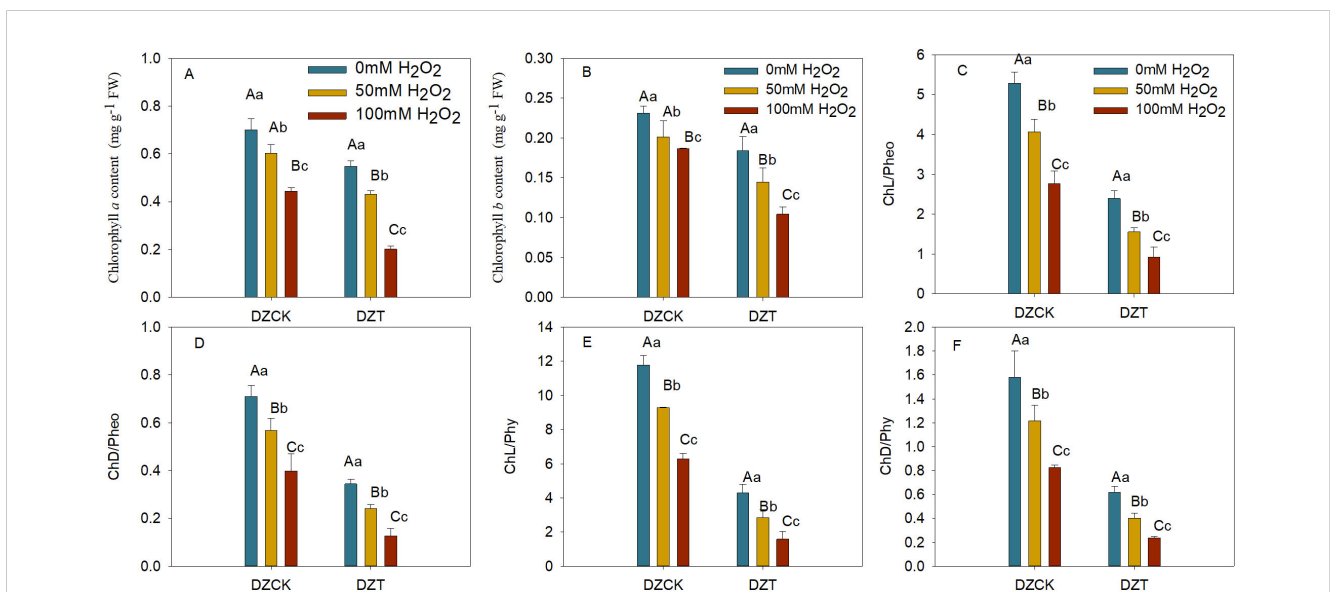 A
0mM H2O2
50mM H2O2
100mM H2O2
Chlorophyll a content (mg g-1 FW)
1.0
0.8
0.6
0.4
0.2
0.0
Aa
Ab
Bc
Aa
Bb
Cc
DZCK
DZT
B
0mM H2O2
50mM H2O2
100mM H2O2
Chlorophyll b content (mg g-1 FW)
0.30
0.25
0.20
0.15
0.10
0.05
0.00
Aa
Ab
Bc
Aa
Bb
Cc
DZCK
DZT
C
0mM H2O2
50mM H2O2
100mM H2O2
ChL/Pheo
6
5
4
3
2
1
0
Aa
Bb
Cc
Aa
Bb
Cc
DZCK
DZT
D
ChD/Pheo
1.0
0.8
0.6
0.4
0.2
0.0
Aa
Bb
Cc
Aa
Bb
Cc
DZCK
DZT
E
ChL/Phy
14
12
10
8
6
4
2
0
Aa
Bb
Cc
Aa
Bb
Cc
DZCK
DZT
F
ChD/Phy
2.0
1.8
1.6
1.4
1.2
1.0
0.8
0.6
0.4
0.2
0.0
Aa
Bb
Cc
Aa
Bb
Cc
DZCK
DZT